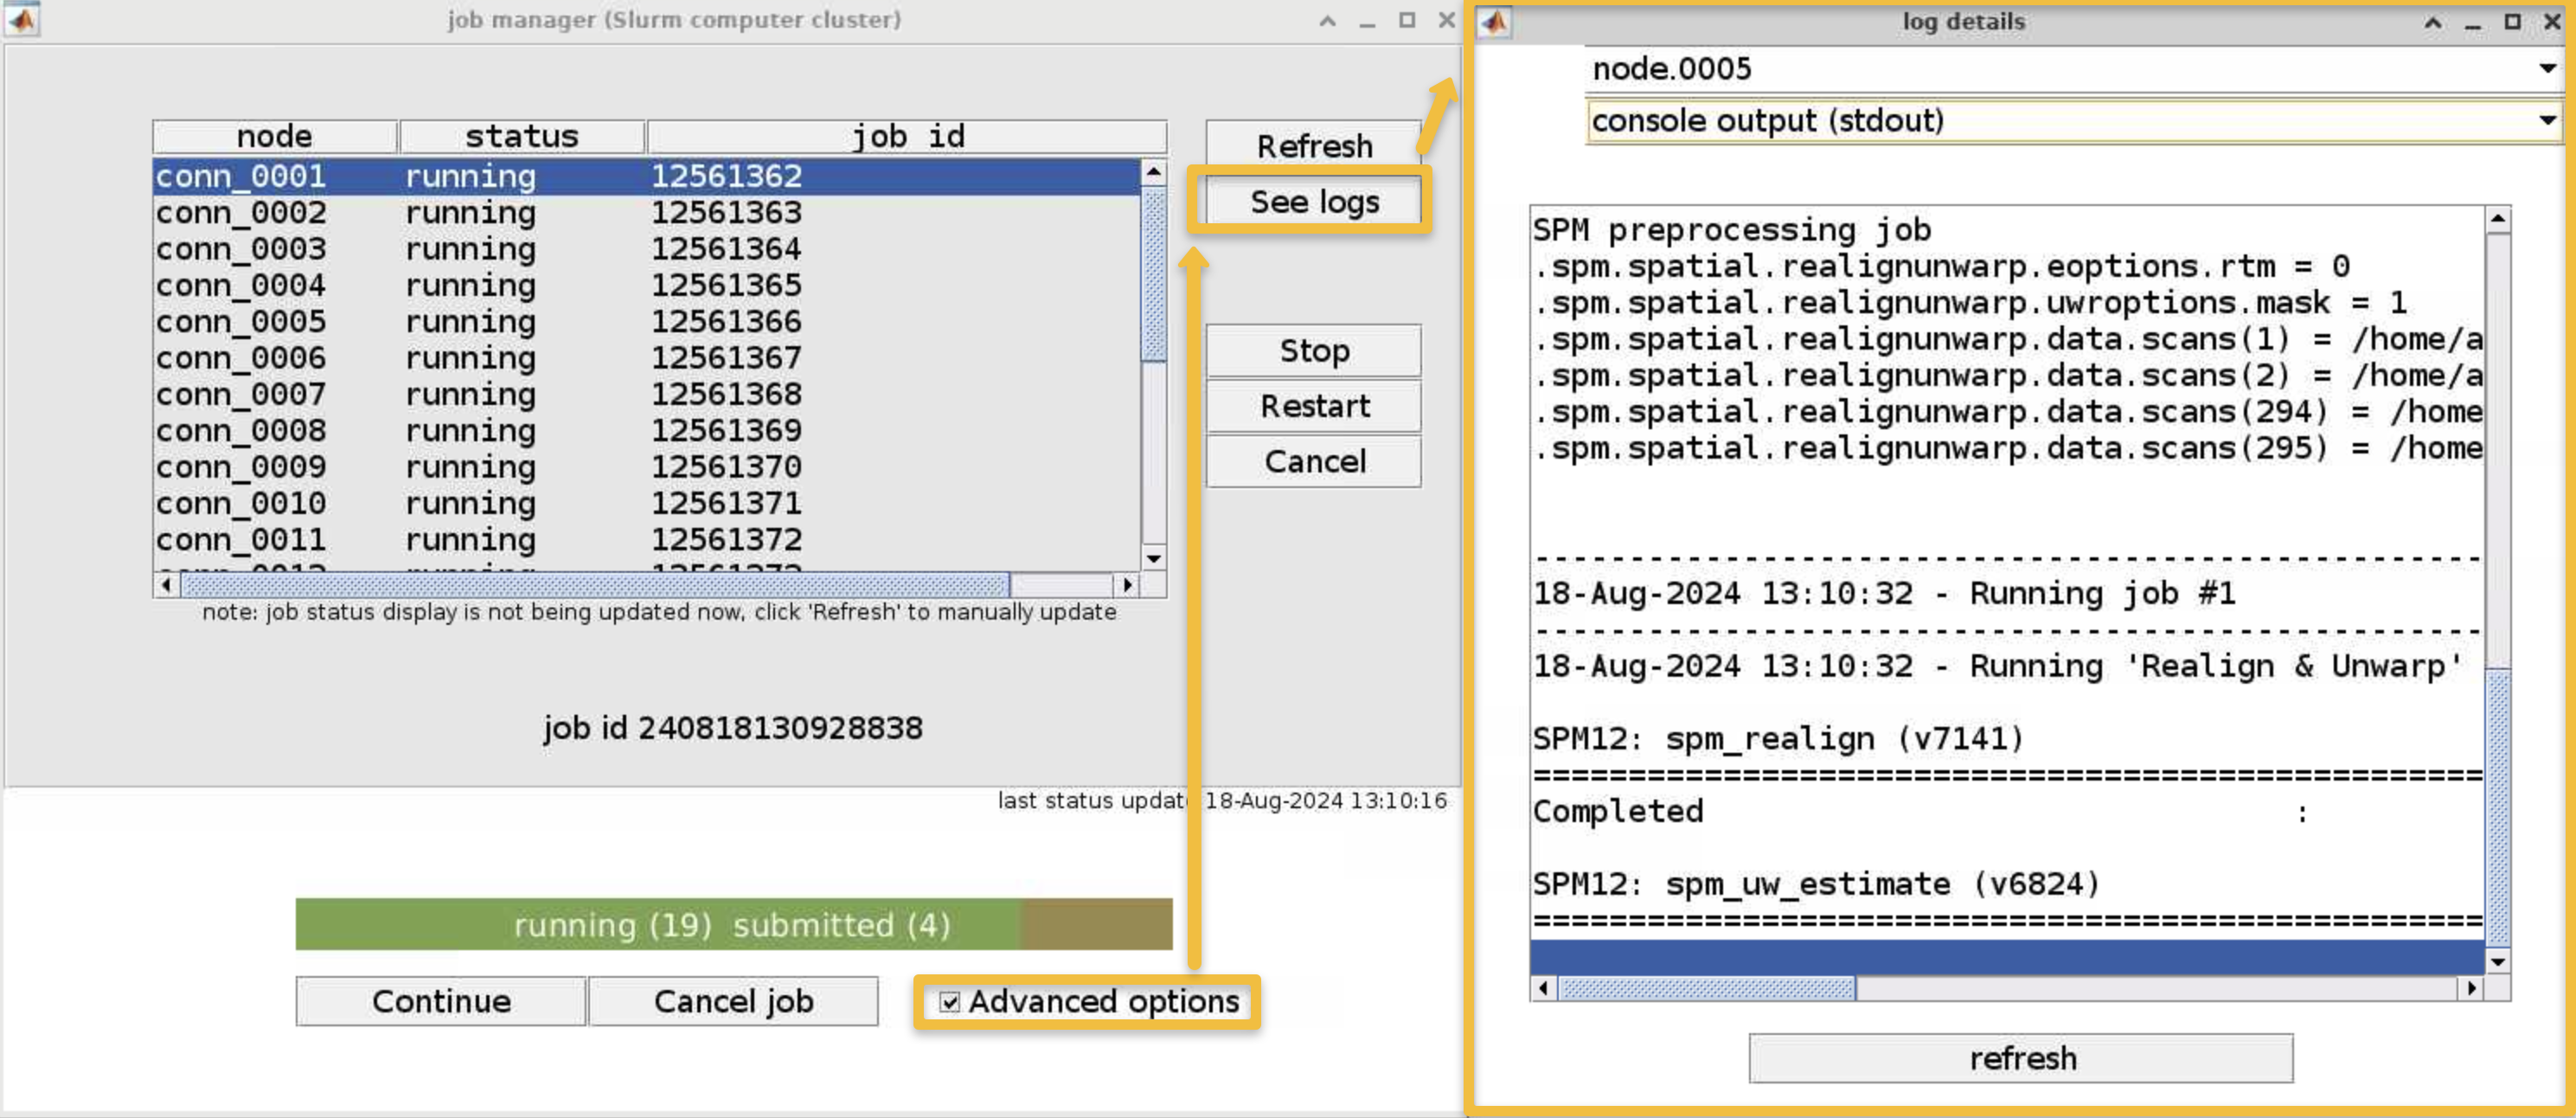 job manager (Slurm computer cluster)
node status job id
conn_0001 running 12561362
conn_0002 running 12561363
conn_0003 running 12561364
conn_0004 running 12561365
conn_0005 running 12561366
conn_0006 running 12561367
conn_0007 running 12561368
conn_0008 running 12561369
conn_0009 running 12561370
conn_0010 running 12561371
conn_0011 running 12561372
note: job status display is not being updated now, click 'Refresh' to manually update
Refresh
See logs
Stop
Restart
Cancel
job id 240818130928838
last status updat 18-Aug-2024 13:10:16
running (19) submitted (4)
Continue
Cancel job
Advanced options
log details
node.0005
console output (stdout)
SPM preprocessing job
.spm.spatial.realignunwarp.eoptions.rtm = 0
.spm.spatial.realignunwarp.uwroptions.mask = 1
.spm.spatial.realignunwarp.data.scans(1) = /home/a
.spm.spatial.realignunwarp.data.scans(2) = /home/a
.spm.spatial.realignunwarp.data.scans(294) = /home
.spm.spatial.realignunwarp.data.scans(295) = /home
------------------------------------------------
18-Aug-2024 13:10:32 - Running job #1
------------------------------------------------
18-Aug-2024 13:10:32 - Running 'Realign & Unwarp'
SPM12: spm_realign (v7141)
==================================================
Completed :
SPM12: spm_uw_estimate (v6824)
==================================================
refresh